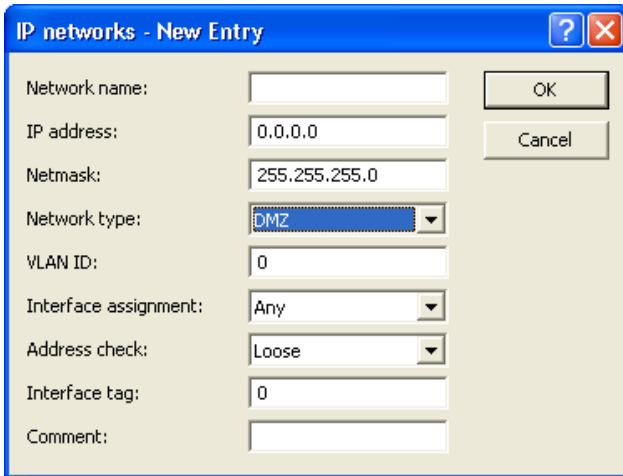 IP networks - New Entry
Network name:
OK
IP address: 0.0.0.0
Cancel
Netmask: 255.255.255.0
Network type: DMZ
VLAN ID: 0
Interface assignment: Any
Address check: Loose
Interface tag: 0
Comment: